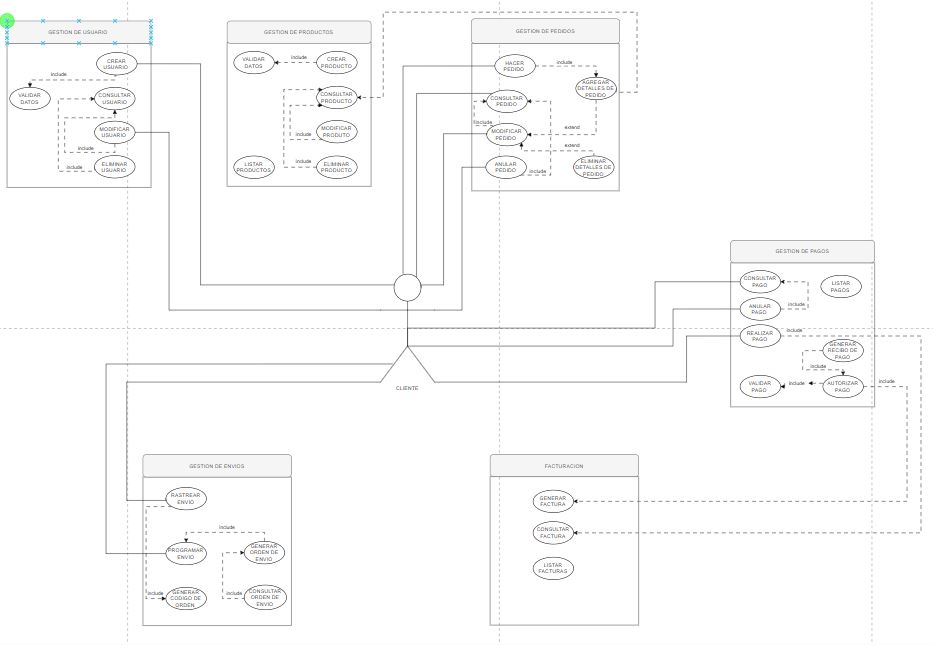 GESTION DE USUARIO
CREAR
USUARIO
include
VALIDAR
DATOS
CONSULTAR
USUARIO
MODIFICAR
USUARIO
include
ELIMINAR
USUARIO
include
GESTION DE PRODUCTOS
VALIDAR
DATOS
include
CREAR
PRODUCTO
CONSULTAR
PRODUCTO
MODIFICAR
PRODUTO
include
LISTAR
PRODUCTOS
include
ELIMINAR
PRODUCTO
GESTION DE PEDIDOS
HACER
PEDIDO
include
AGREGAR
DETALLES DE
PEDIDO
CONSULTAR
PEDIDO
include
MODIFICAR
PEDIDO
extend
extend
ANULAR
PEDIDO
include
ELIMINAR
DETALLES DE
PEDIDO
GESTION DE PAGOS
CONSULTAR
PAGO
LISTAR
PAGOS
ANULAR
PAGO
include
REALIZAR
PAGO
include
GENERAR
RECIBO DE
PAGO
include
VALIDAR
PAGO
include
AUTORIZAR
PAGO
include
CLIENTE
GESTION DE ENVIOS
RASTREAR
ENVIO
include
PROGRAMAR
ENVIO
GENERAR
ORDEN DE
ENVIO
include
GENERAR
CODIGO DE
ORDEN
include
CONSULTAR
ORDEN DE
ENVIO
FACTURACION
GENERAR
FACTURA
CONSULTAR
FACTURA
LISTAR
FACTURAS